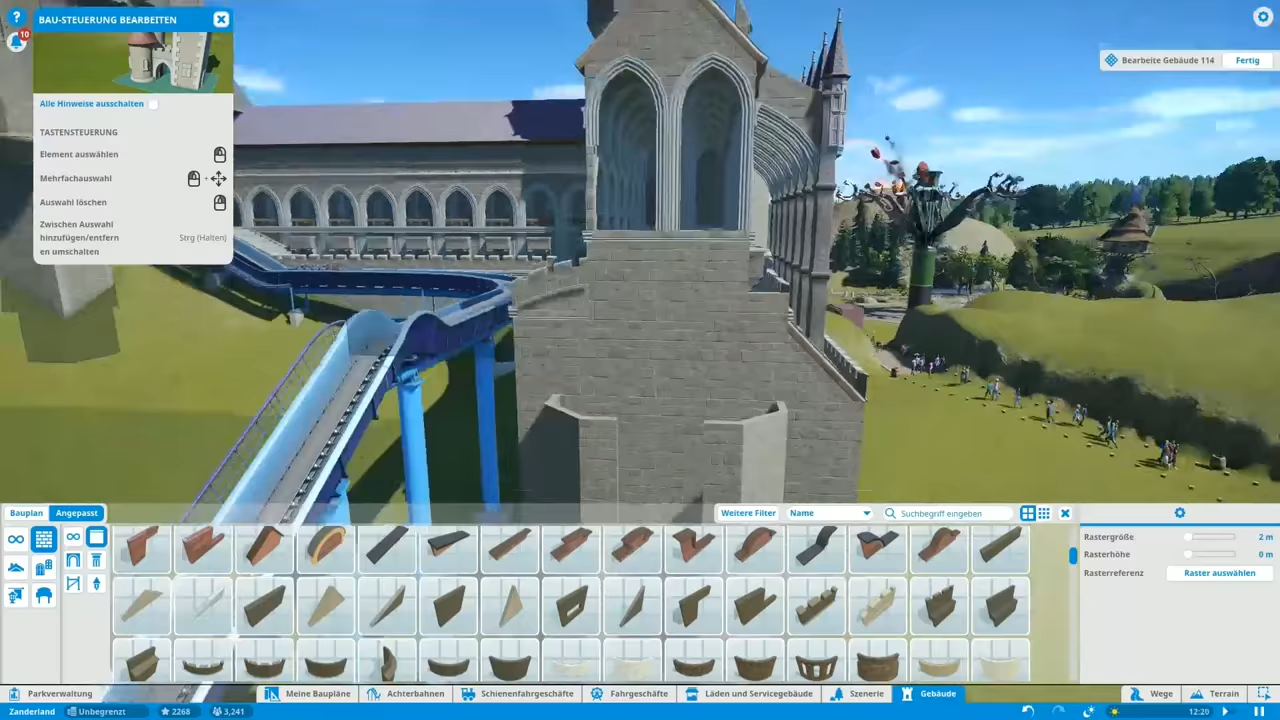 ?
BAU-STEUERUNG BEARBEITEN
10
Alle Hinweise ausschalten
TASTENSTEUERUNG
Element auswählen
Mehrfachauswahl
Auswahl löschen
Zwischen Auswahl
hinzufügen/entfern
en umschalten
Strg (Halten)
Bearbeite Gebäude 114
Fertig
Bauplan
Angepasst
Weitere Filter
Name
Suchbegriff eingeben
Rastergröße
2 m
Rasterhöhe
0 m
Rasterreferenz
Raster auswählen
Parkverwaltung
Meine Baupläne
Achterbahnen
Schienenfahrgeschäfte
Fahrgeschäfte
Läden und Servicegebäude
Szenerie
Gebäude
Wege
Terrain
Zanderland
Unbegrenzt
2268
3,241
12:20